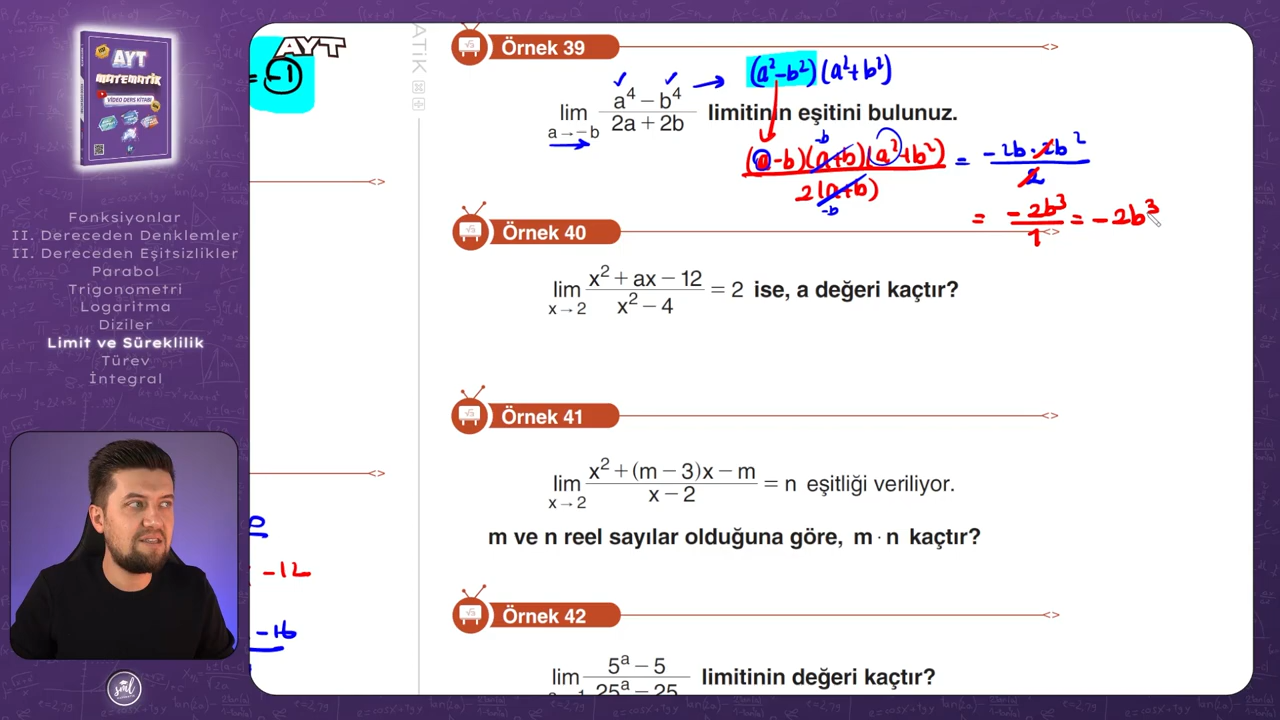 AYT
MATEMATİK
VİDEO DERS KİTABI
Fonksiyonlar
II. Dereceden Denklemler
II. Dereceden Eşitsizlikler
Parabol
Trigonometri
Logaritma
Diziler
Limit ve Süreklilik
Türev
İntegral
sml
AYT
= -1
-12
-16
ATİK
Örnek 39
lim a→-b (a⁴ - b⁴)/(2a + 2b) limitinin eşitini bulunuz.
→ (a²-b²)(a²+b²)
(a-b)(a+b)(a²+b²) / 2(a+b) = -2b·2b² / 2
-b
-b
= -2b³/1 = -2b³
Örnek 40
lim x→2 (x² + ax - 12)/(x² - 4) = 2 ise, a değeri kaçtır?
Örnek 41
lim x→2 (x² + (m - 3)x - m)/(x - 2) = n eşitliği veriliyor.
m ve n reel sayılar olduğuna göre, m · n kaçtır?
Örnek 42
lim (5ᵃ - 5)/(25ᵃ - 25) limitinin değeri kaçtır?